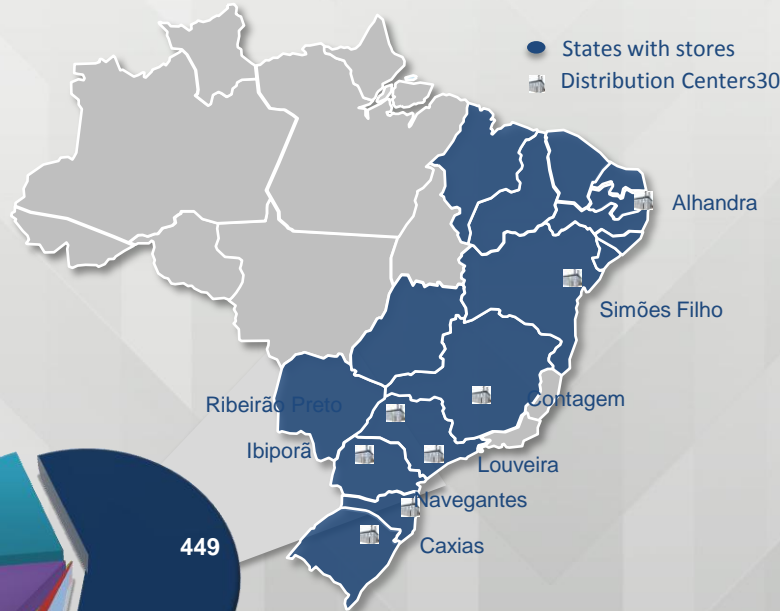 States with stores
Distribution Centers30
Alhandra
Simões Filho
Ribeirão Preto
Contagem
Ibiporã
Louveira
Navegantes
Caxias
449